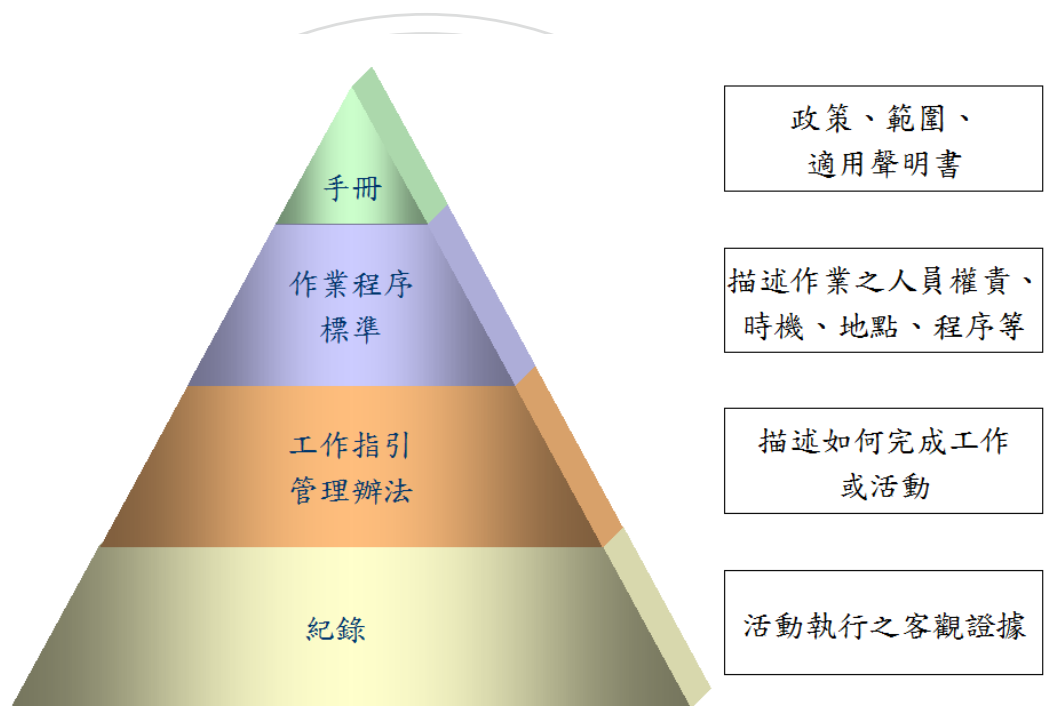 手冊
政策、範圍、
適用聲明書
作業程序
標準
描述作業之人員權責、
時機、地點、程序等
工作指引
管理辦法
描述如何完成工作
或活動
紀錄
活動執行之客觀證據